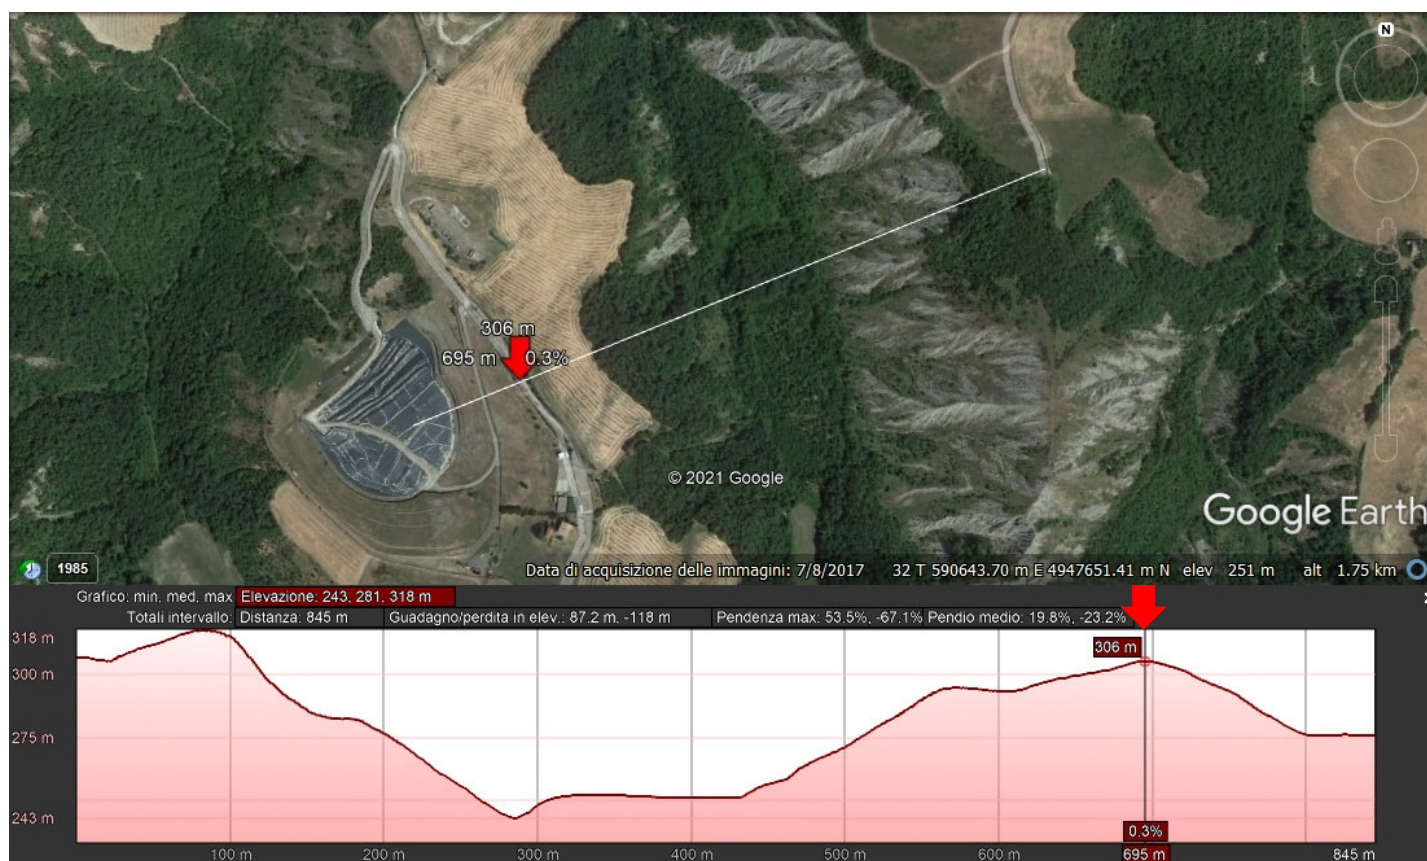 N
306 m
695 m 0.3%
© 2021 Google
Google Earth
1985
Data di acquisizione delle immagini: 7/8/2017 32 T 590643.70 m E 4947651.41 m N elev 251 m alt 1.75 km
Grafico: min. med. max Elevazione: 243, 281, 318 m
Totali intervallo: Distanza: 845 m Guadagno/perdita in elev.: 87.2 m, -118 m Pendenza max: 53.5%, -67.1% Pendio medio: 19.8%, -23.2%
318 m
306 m
300 m
275 m
243 m
0.3%
100 m 200 m 300 m 400 m 500 m 600 m 695 m 845 m